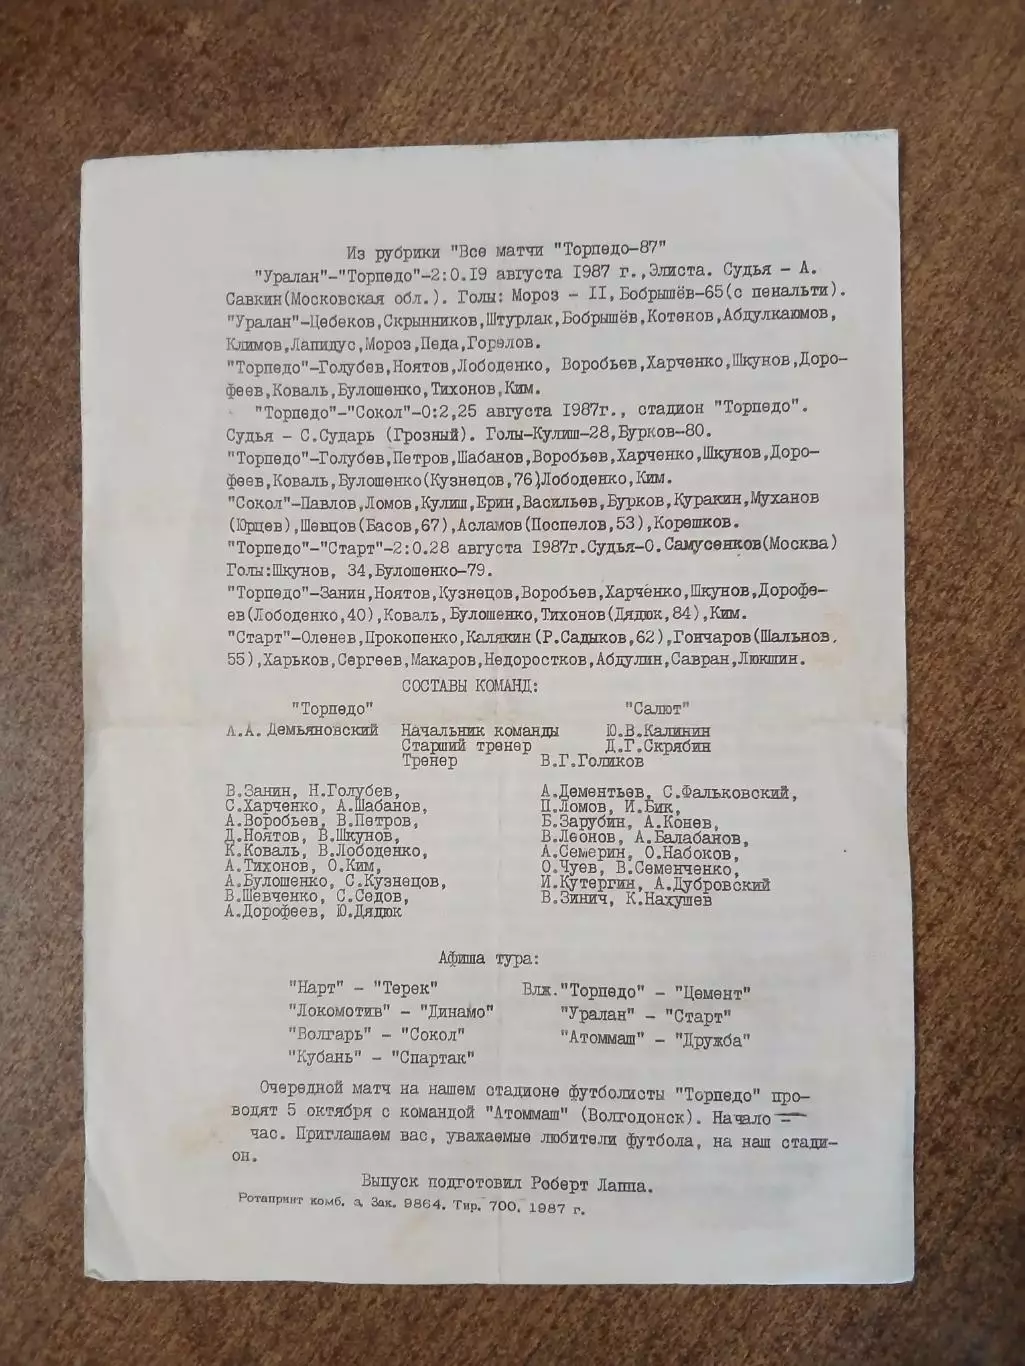 Из рубрики "Все матчи "Торпедо-87"
"Уралан"-"Торпедо"-2:0.19 августа 1987 г.,Элиста. Судья - А.
Савкин(Московская обл.). Голы: Мороз - II,Бобрышёв-65(с пенальти).
"Уралан"-Цебеков,Скрынников,Штурлак,Бобрышёв,Котенов,Абдулкаюмов,
Климов,Лапидус,Мороз,Педа,Горелов.
"Торпедо"-Голубев,Ноятов,Лободенко, Воробьев,Харченко,Шкунов,Доро-
феев,Коваль,Булошенко,Тихонов,Ким.
"Торпедо"-"Сокол"-0:2,25 августа 1987г., стадион "Торпедо".
Судья - С.Сударь (Грозный). Голы-Кулиш-28,Бурков-80.
"Торпедо"-Голубев,Петров,Шабанов,Воробьев,Харченко,Шкунов,Доро-
феев,Коваль,Булошенко(Кузнецов,76)Лободенко,Ким.
"Сокол"-Павлов,Ломов,Кулиш,Ерин,Васильев,Бурков,Куракин,Муханов
(Юрцев),Шевцов(Басов,67),Асламов(Поспелов,53),Корешков.
"Торпедо"-"Старт"-2:0.28 августа 1987г.Судья-О.Самусенков(Москва)
Голы:Шкунов, 34,Булошенко-79.
"Торпедо"-Занин,Ноятов,Кузнецов,Воробьев,Харченко,Шкунов,Дорофе-
ев(Лободенко,40),Коваль,Булошенко,Тихонов(Дядюк,84),Ким.
"Старт"-Оленев,Прокопенко,Калякин(Р.Садыков,62),Гончаров(Шальнов,
55),Харьков,Сергеев,Макаров,Недоростков,Абдулин,Савран,Люкшин.
СОСТАВЫ КОМАНД:
"Торпедо" "Салют"
А.А.Демьяновский Начальник команды Ю.В.Калинин
Старший тренер Д.Г.Скрябин
Тренер В.Г.Голиков
В.Занин, Н.Голубев, А.Дементьев, С.Фальковский,
С.Харченко, А.Шабанов, П.Ломов, И.Бик,
А.Воробьев, В.Петров, Б.Зарубин, А.Конев,
Д.Ноятов, В.Шкунов, В.Леонов, А.Балабанов,
К.Коваль, В.Лободенко, А.Семерин, О.Набоков,
А.Тихонов, О.Ким, О.Чуев, В.Семенченко,
А.Булошенко, С.Кузнецов, И.Кутергин, А.Дубровский
В.Шевченко, С.Седов, В.Зинич, К.Нахушев
А.Дорофеев, Ю.Дядюк
Афиша тура:
"Нарт" - "Терек" Влж."Торпедо" - "Цемент"
"Локомотив" - "Динамо" "Уралан" - "Старт"
"Волгарь" - "Сокол" "Атоммаш" - "Дружба"
"Кубань" - "Спартак"
Очередной матч на нашем стадионе футболисты "Торпедо" про-
водят 5 октября с командой "Атоммаш" (Волгодонск). Начало -
час. Приглашаем вас, уважаемые любители футбола, на наш стади-
он.
Выпуск подготовил Роберт Лаппа.
Ротапринт комб. з, Зак. 9864. Тир. 700. 1987 г.